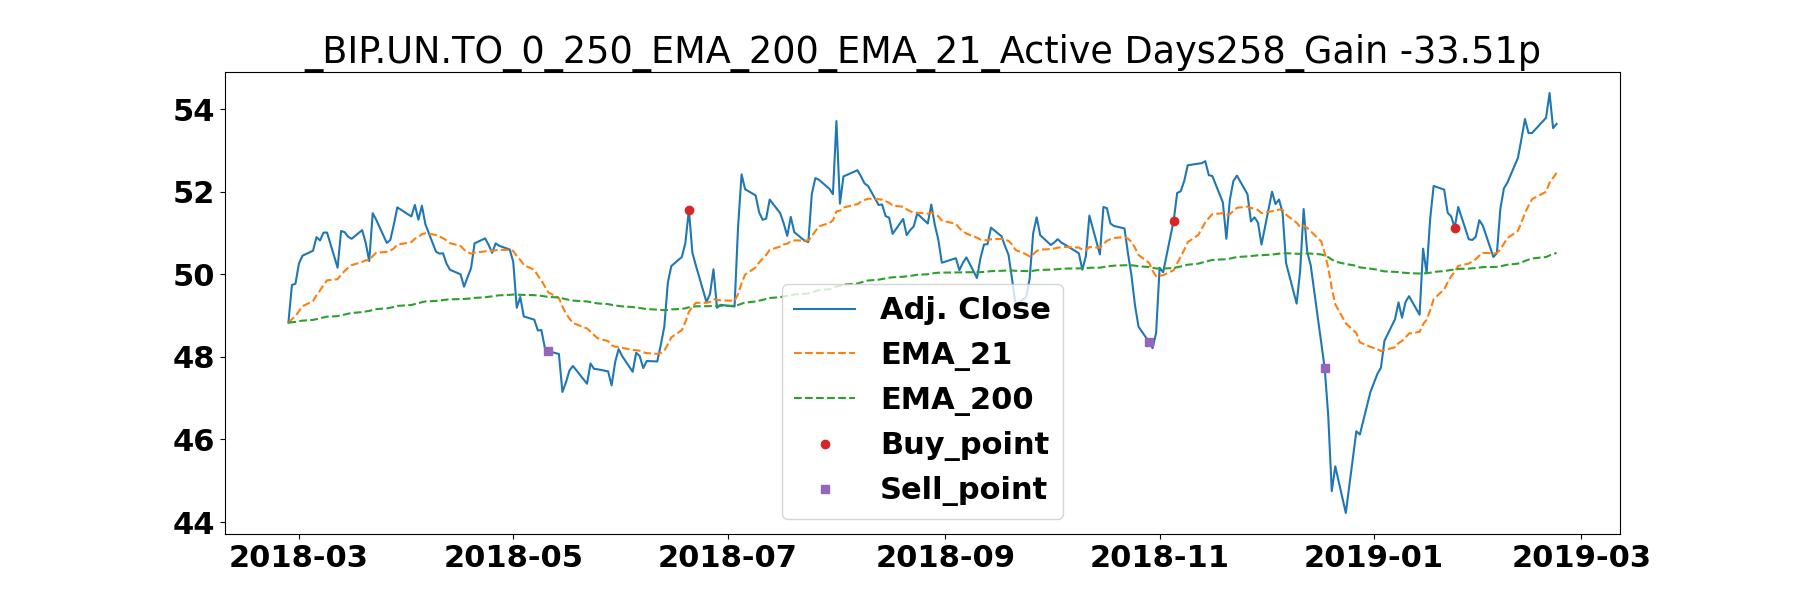 _BIP.UN.TO_0_250_EMA_200_EMA_21_Active Days258_Gain -33.51p
54
52
50
48
46
44
Adj. Close
EMA_21
EMA_200
Buy_point
Sell_point
2018-03 2018-05 2018-07 2018-09 2018-11 2019-01 2019-03